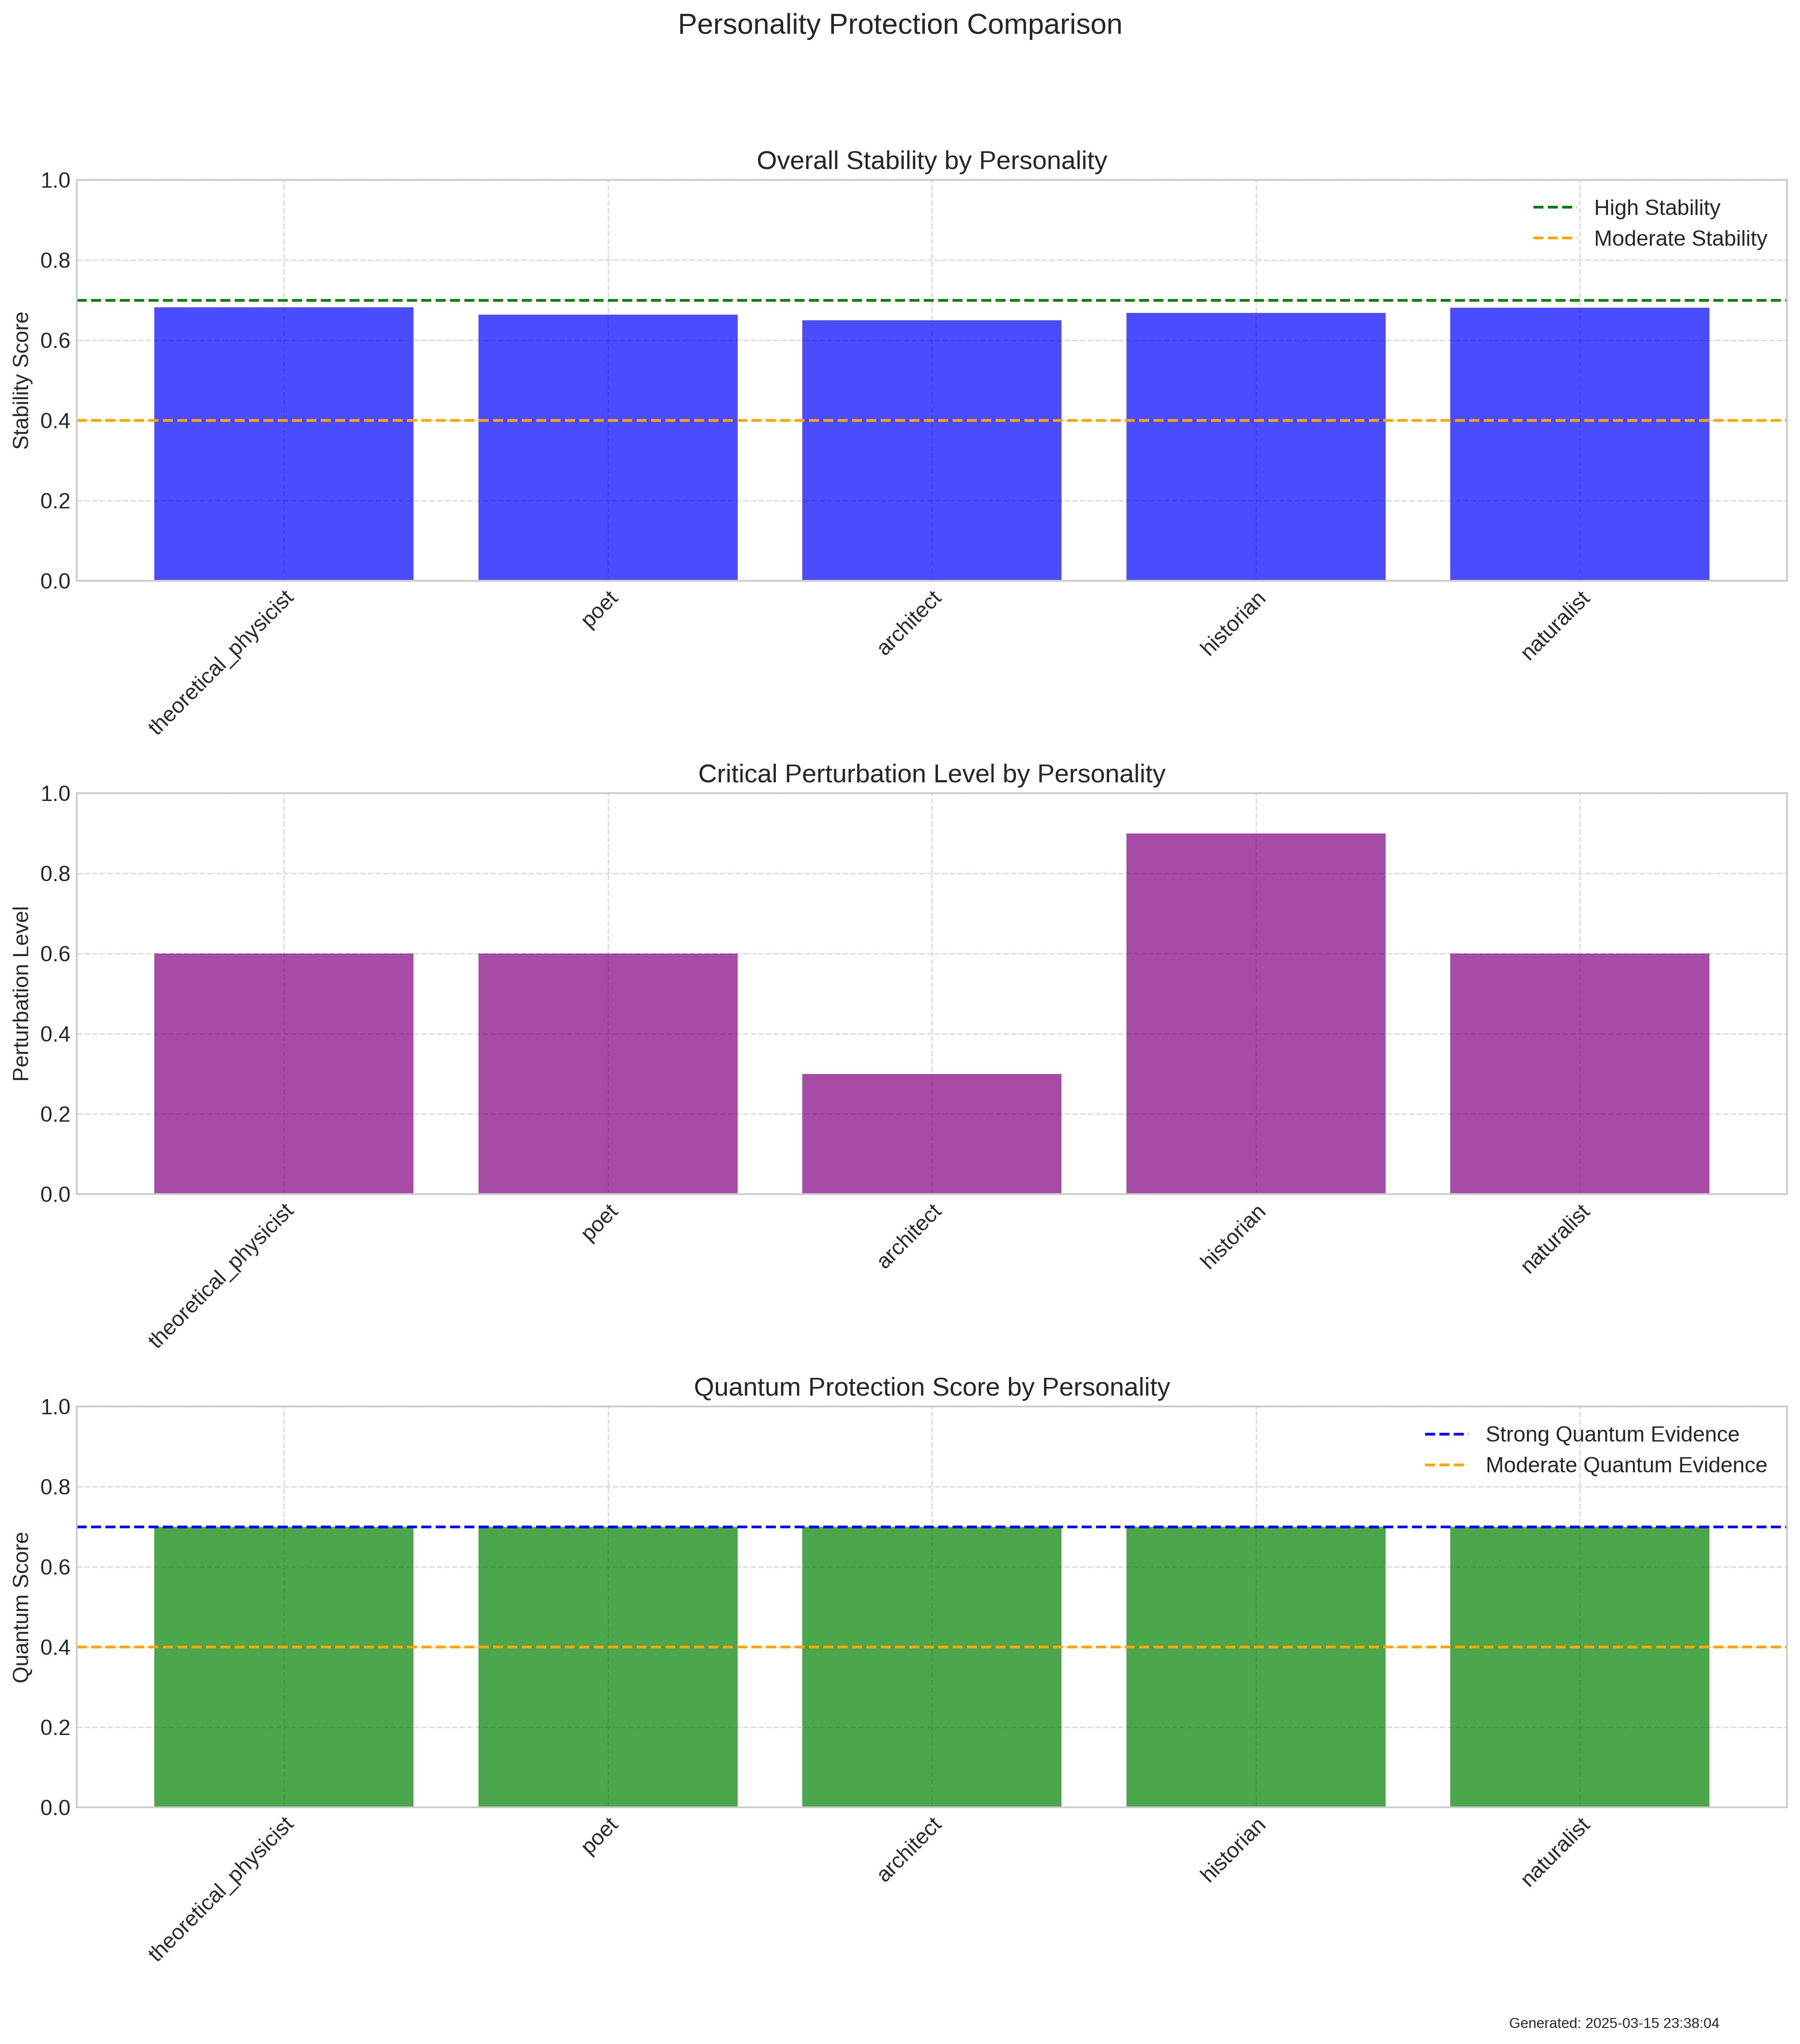 Personality Protection Comparison
Overall Stability by Personality
1.0
0.8
0.6
0.4
0.2
0.0
Stability Score
High Stability
Moderate Stability
theoretical_physicist
poet
architect
historian
naturalist
Critical Perturbation Level by Personality
1.0
0.8
0.6
0.4
0.2
0.0
Perturbation Level
theoretical_physicist
poet
architect
historian
naturalist
Quantum Protection Score by Personality
1.0
0.8
0.6
0.4
0.2
0.0
Quantum Score
Strong Quantum Evidence
Moderate Quantum Evidence
theoretical_physicist
poet
architect
historian
naturalist
Generated: 2025-03-15 23:38:04